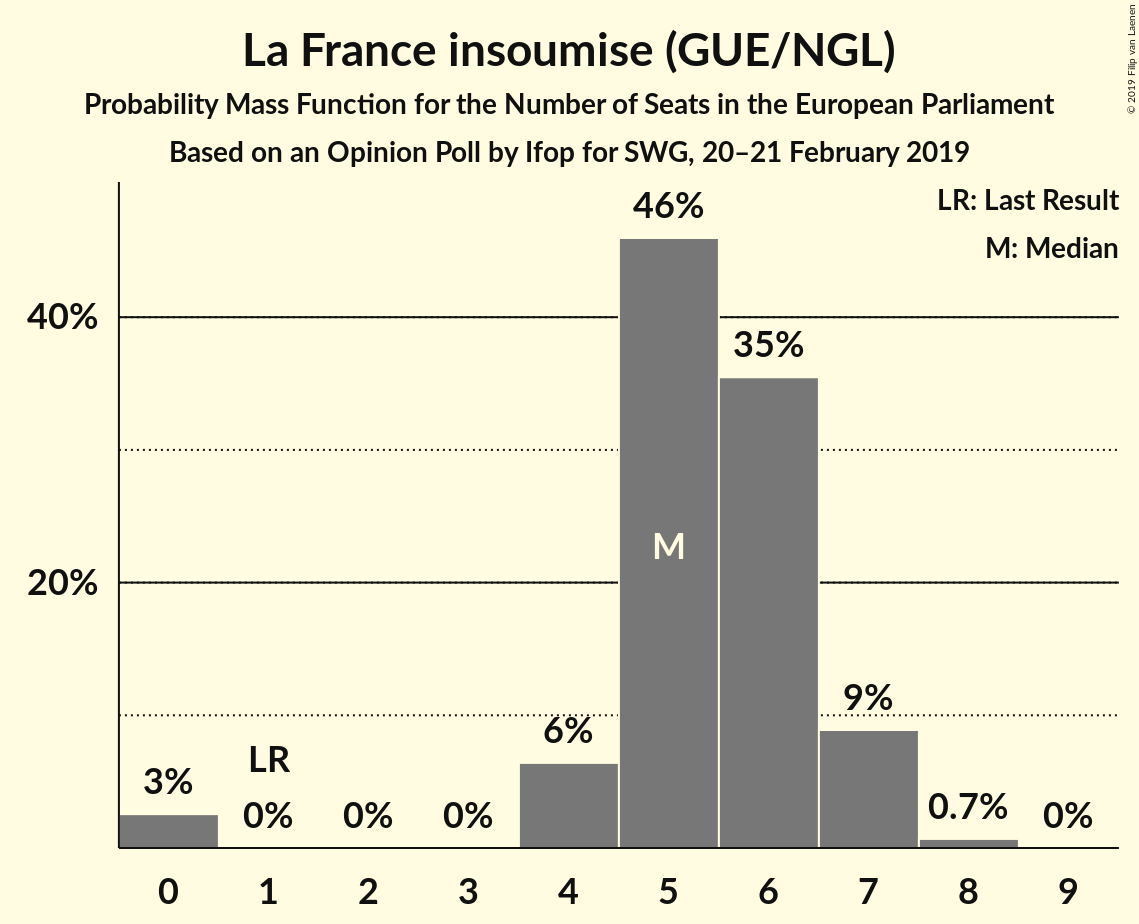 La France insoumise (GUE/NGL)
Probability Mass Function for the Number of Seats in the European Parliament
Based on an Opinion Poll by Ifop for SWG, 20–21 February 2019
© 2019 Filip van Laenen
LR: Last Result
M: Median
40%
20%
3%
LR
0%
0%
0%
6%
46%
M
35%
9%
0.7%
0%
0 1 2 3 4 5 6 7 8 9